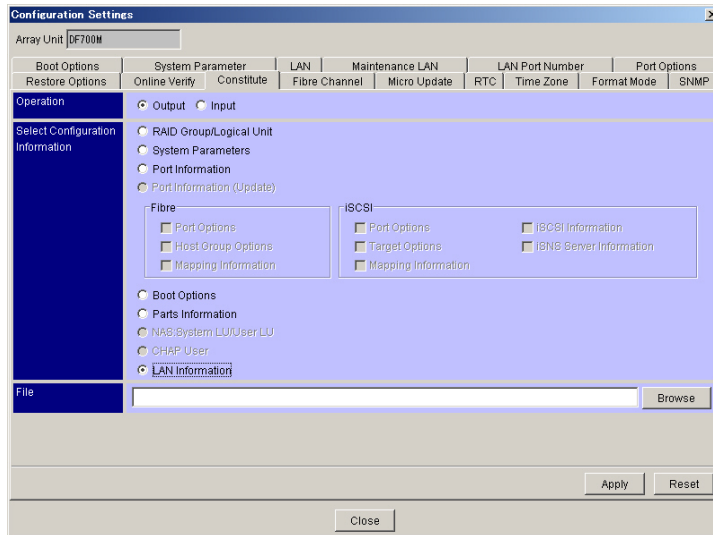 Configuration Settings
Array Unit DF700M
Boot Options System Parameter LAN Maintenance LAN LAN Port Number Port Options
Restore Options Online Verify Constitute Fibre Channel Micro Update RTC Time Zone Format Mode SNMP
Operation Output Input
Select Configuration Information
RAID Group/Logical Unit
System Parameters
Port Information
Port Information (Update)
Fibre
Port Options
Host Group Options
Mapping Information
iSCSI
Port Options iSCSI Information
Target Options iSNS Server Information
Mapping Information
Boot Options
Parts Information
NAS:System LU/User LU
CHAP User
LAN Information
File Browse
Apply Reset
Close